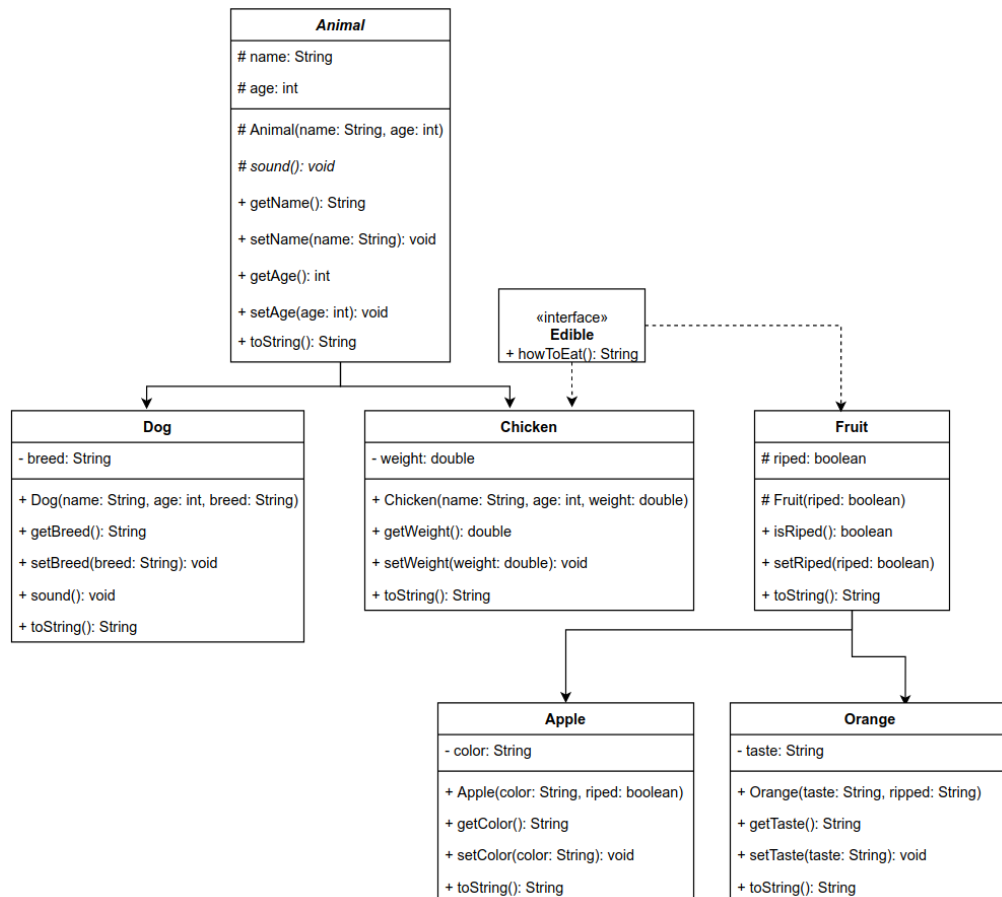 Animal
# name: String
# age: int
# Animal(name: String, age: int)
# sound(): void
+ getName(): String
+ setName(name: String): void
+ getAge(): int
+ setAge(age: int): void
+ toString(): String
«interface»
Edible
+ howToEat(): String
Dog
- breed: String
+ Dog(name: String, age: int, breed: String)
+ getBreed(): String
+ setBreed(breed: String): void
+ sound(): void
+ toString(): String
Chicken
- weight: double
+ Chicken(name: String, age: int, weight: double)
+ getWeight(): double
+ setWeight(weight: double): void
+ toString(): String
Fruit
# riped: boolean
# Fruit(riped: boolean)
+ isRiped(): boolean
+ setRiped(riped: boolean)
+ toString(): String
Apple
- color: String
+ Apple(color: String, riped: boolean)
+ getColor(): String
+ setColor(color: String): void
+ toString(): String
Orange
- taste: String
+ Orange(taste: String, ripped: String)
+ getTaste(): String
+ setTaste(taste: String): void
+ toString(): String